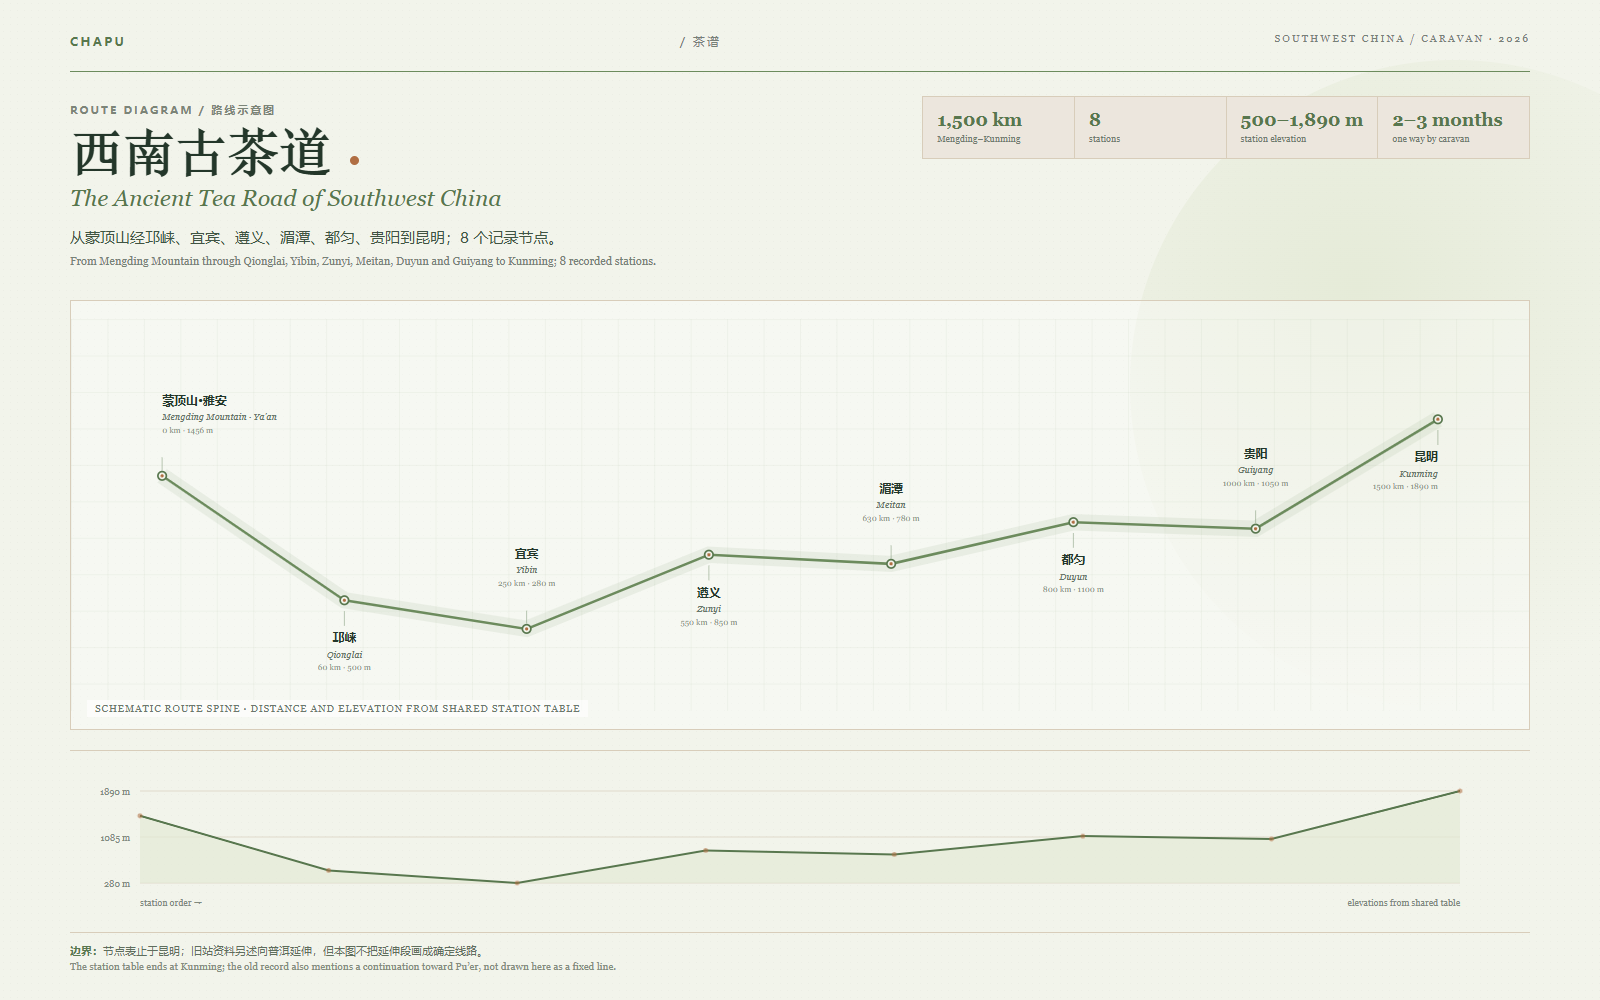 CHAPU
/ 茶谱
SOUTHWEST CHINA / CARAVAN · 2026
ROUTE DIAGRAM / 路线示意图
西南古茶道
The Ancient Tea Road of Southwest China
从蒙顶山经邛崃、宜宾、遵义、湄潭、都匀、贵阳到昆明；8 个记录节点。
From Mengding Mountain through Qionglai, Yibin, Zunyi, Meitan, Duyun and Guiyang to Kunming; 8 recorded stations.
1,500 km
Mengding–Kunming
8
stations
500–1,890 m
station elevation
2–3 months
one way by caravan
蒙顶山·雅安
Mengding Mountain · Ya'an
0 km · 1456 m
邛崃
Qionglai
60 km · 500 m
宜宾
Yibin
250 km · 280 m
遵义
Zunyi
550 km · 850 m
湄潭
Meitan
630 km · 780 m
都匀
Duyun
800 km · 1100 m
贵阳
Guiyang
1000 km · 1050 m
昆明
Kunming
1500 km · 1890 m
SCHEMATIC ROUTE SPINE · DISTANCE AND ELEVATION FROM SHARED STATION TABLE
1890 m
1085 m
280 m
station order →
elevations from shared table
边界：节点表止于昆明；旧站资料另述向普洱延伸，但本图不把延伸段画成确定线路。
The station table ends at Kunming; the old record also mentions a continuation toward Pu'er, not drawn here as a fixed line.